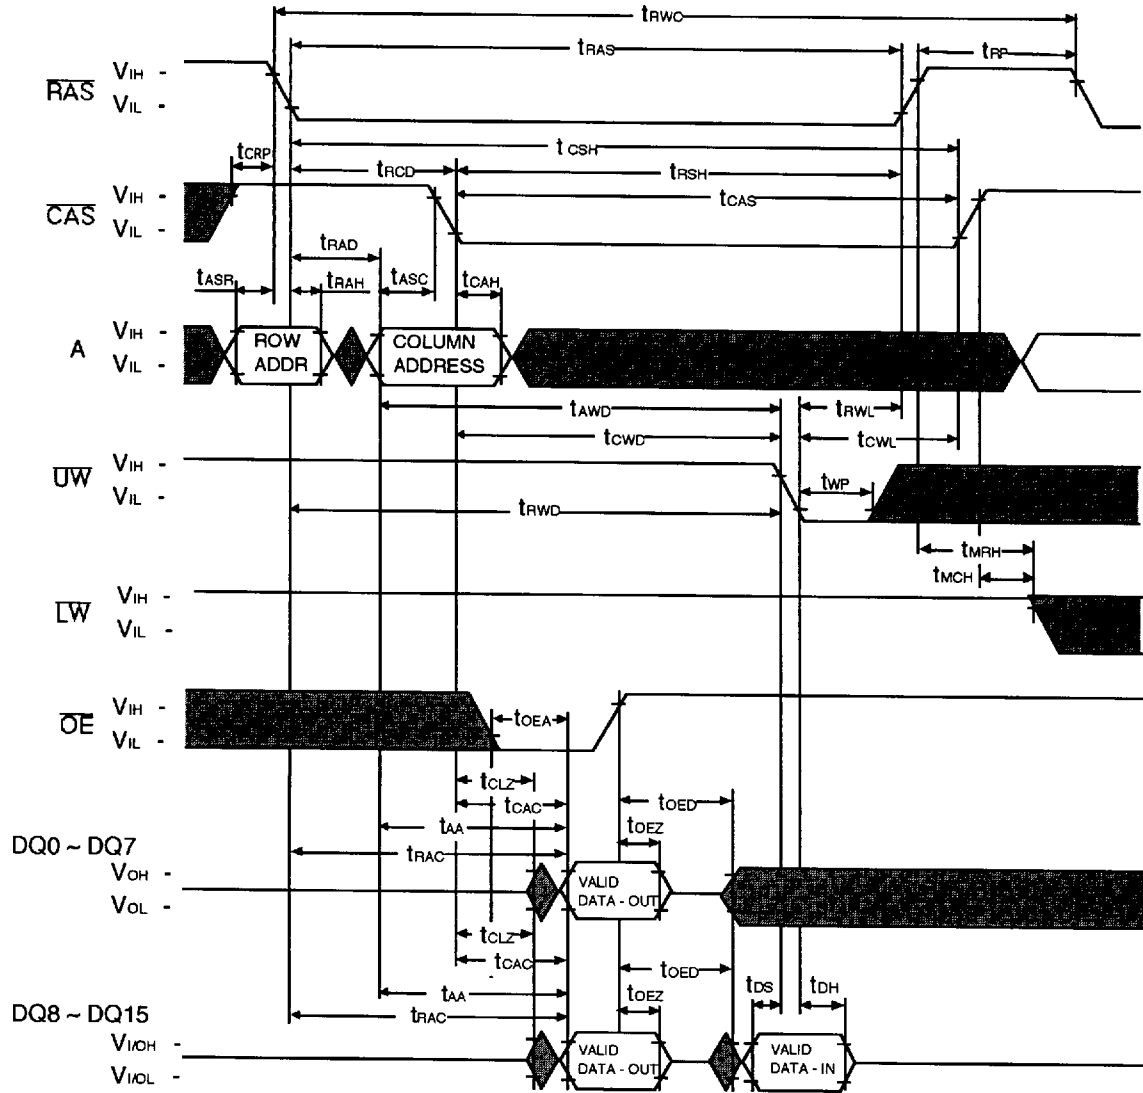 tRWC
tRAS
tRP
RAS
VIH -
VIL -
tCSH
tCRP
tRCD
tRSH
CAS
VIH -
VIL -
tCAS
tRAD
tASR
tRAH
tASC
tCAH
A
VIH -
VIL -
ROW
ADDR
COLUMN
ADDRESS
tAWD
tRWL
tCWD
tCWL
UW
VIH -
VIL -
tWP
tRWD
tMRH
tMCH
LW
VIH -
VIL -
OE
VIH -
VIL -
tOEA
tCLZ
tCAC
tOED
tAA
tOEZ
DQ0 ~ DQ7
tRAC
VOH -
VOL -
VALID
DATA - OUT
tCLZ
tCAC
tOED
tAA
tOEZ
tDS
tDH
DQ8 ~ DQ15
tRAC
VI/OH -
VI/OL -
VALID
DATA - OUT
VALID
DATA - IN